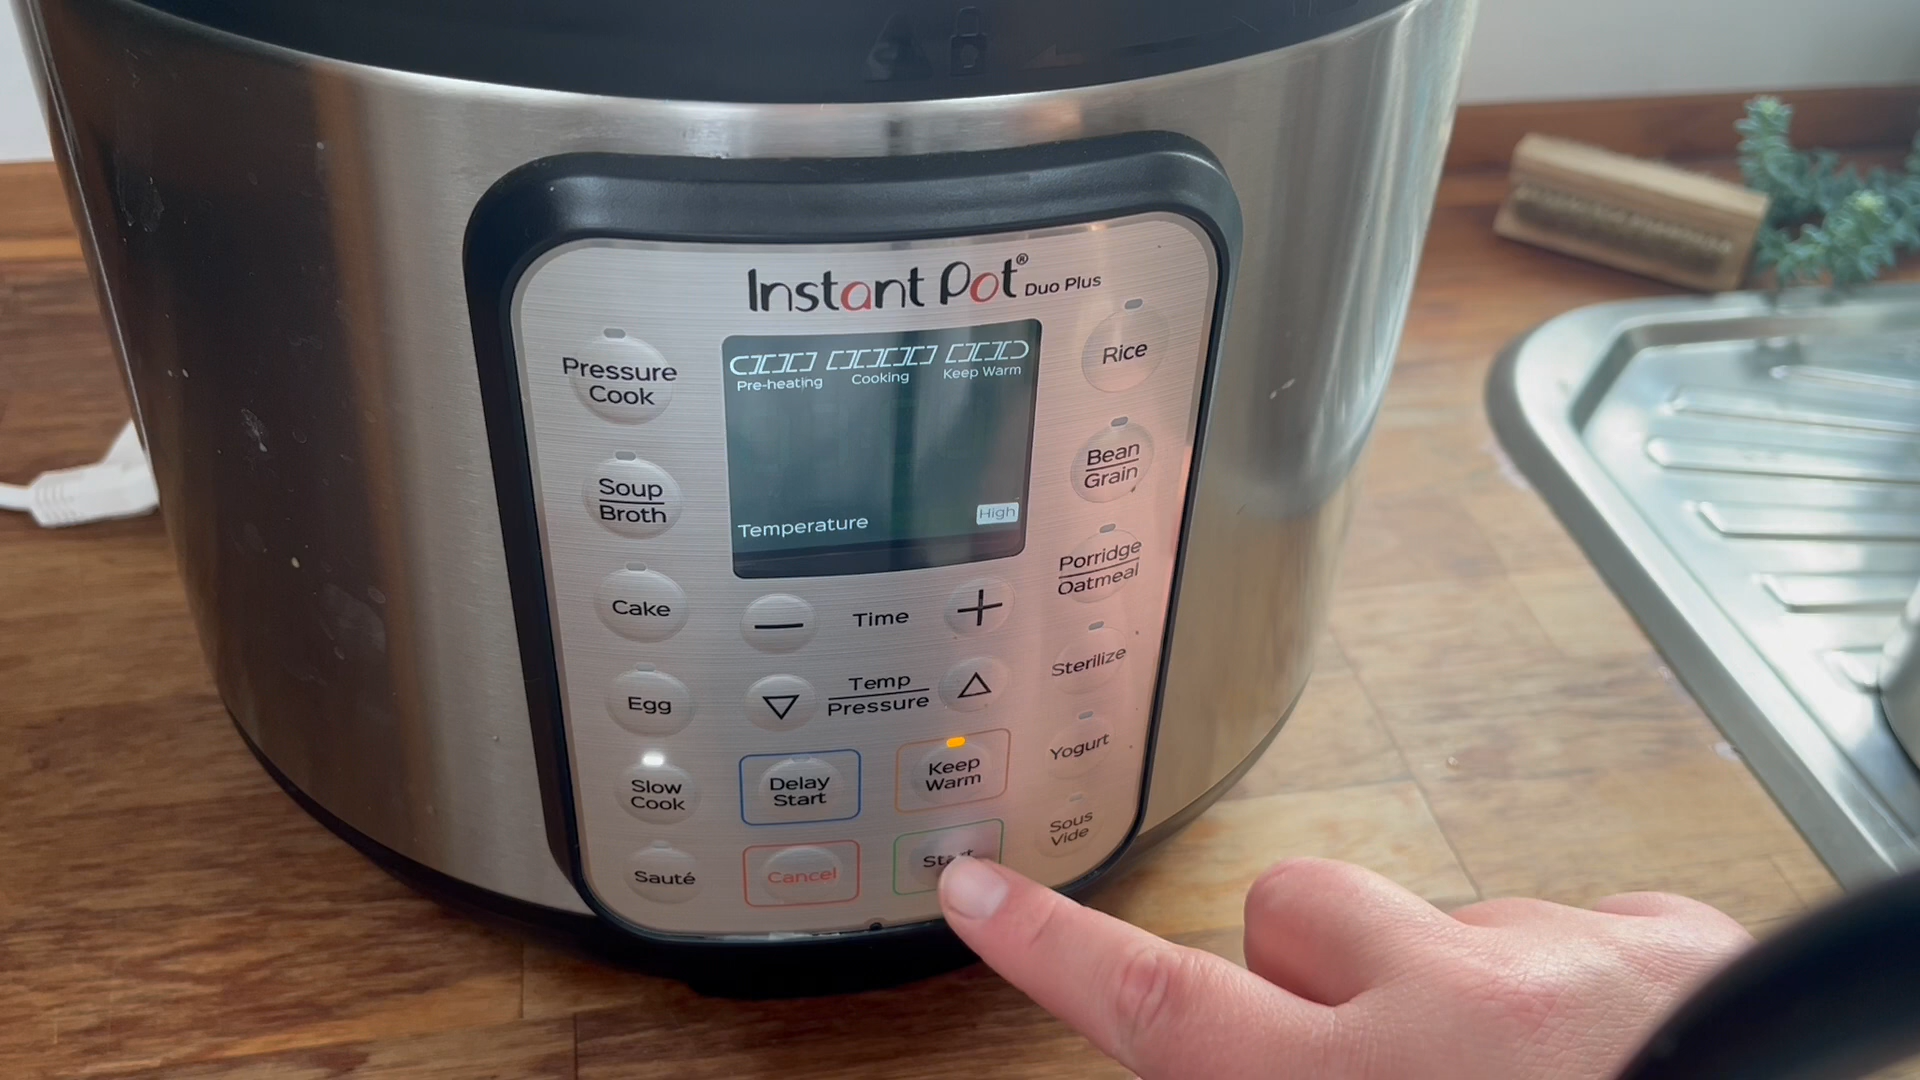 Instant Pot® Duo Plus
Pre-heating Cooking Keep Warm
Temperature High
Pressure
Cook
Soup
Broth
Cake
Egg
Slow
Cook
Sauté
Time
Temp
Pressure
Delay
Start
Keep
Warm
Cancel
Start
Rice
Bean
Grain
Porridge
Oatmeal
Sterilize
Yogurt
Sous
Vide